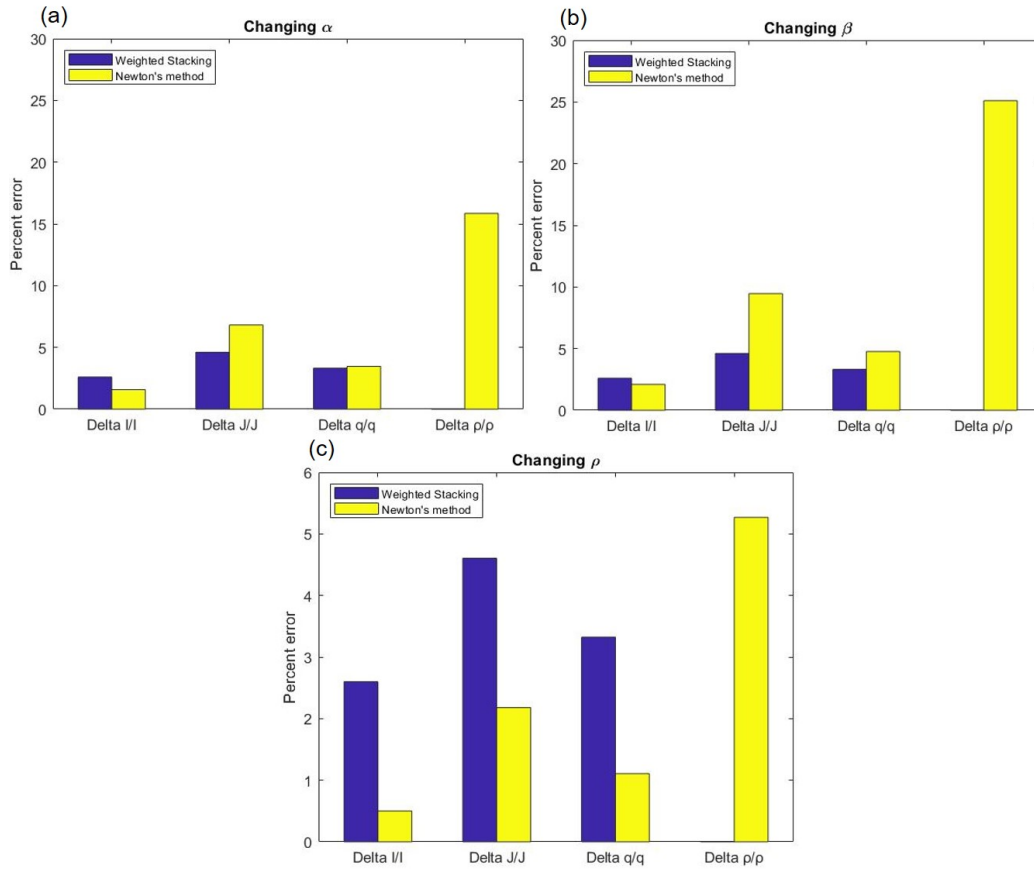 (a)
Changing α
30
25
20
15
10
5
0
Percent error
Weighted Stacking
Newton's method
Delta I/I
Delta J/J
Delta q/q
Delta ρ/ρ
(b)
Changing β
30
25
20
15
10
5
0
Percent error
Weighted Stacking
Newton's method
Delta I/I
Delta J/J
Delta q/q
Delta ρ/ρ
(c)
Changing ρ
6
5
4
3
2
1
0
Percent error
Weighted Stacking
Newton's method
Delta I/I
Delta J/J
Delta q/q
Delta ρ/ρ